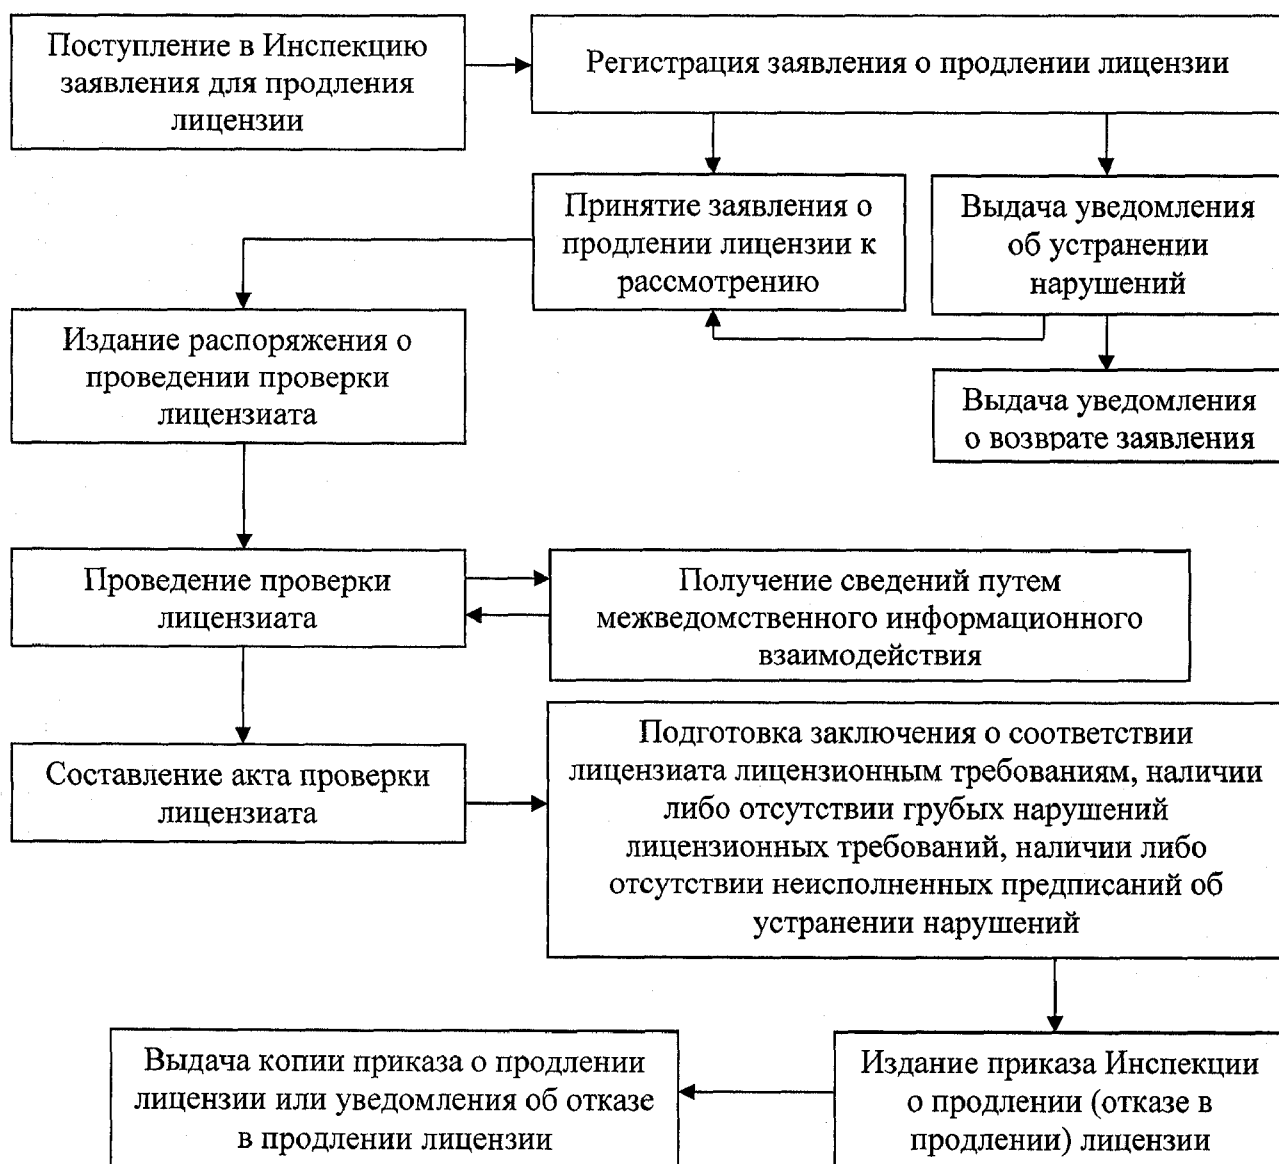 Поступление в Инспекцию
заявления для продления
лицензии
Регистрация заявления о продлении лицензии
Принятие заявления о
продлении лицензии к
рассмотрению
Выдача уведомления
об устранении
нарушений
Издание распоряжения о
проведении проверки
лицензиата
Выдача уведомления
о возврате заявления
Проведение проверки
лицензиата
Получение сведений путем
межведомственного информационного
взаимодействия
Составление акта проверки
лицензиата
Подготовка заключения о соответствии
лицензиата лицензионным требованиям, наличии
либо отсутствии грубых нарушений
лицензионных требований, наличии либо
отсутствии неисполненных предписаний об
устранении нарушений
Издание приказа Инспекции
о продлении (отказе в
продлении) лицензии
Выдача копии приказа о продлении
лицензии или уведомления об отказе
в продлении лицензии